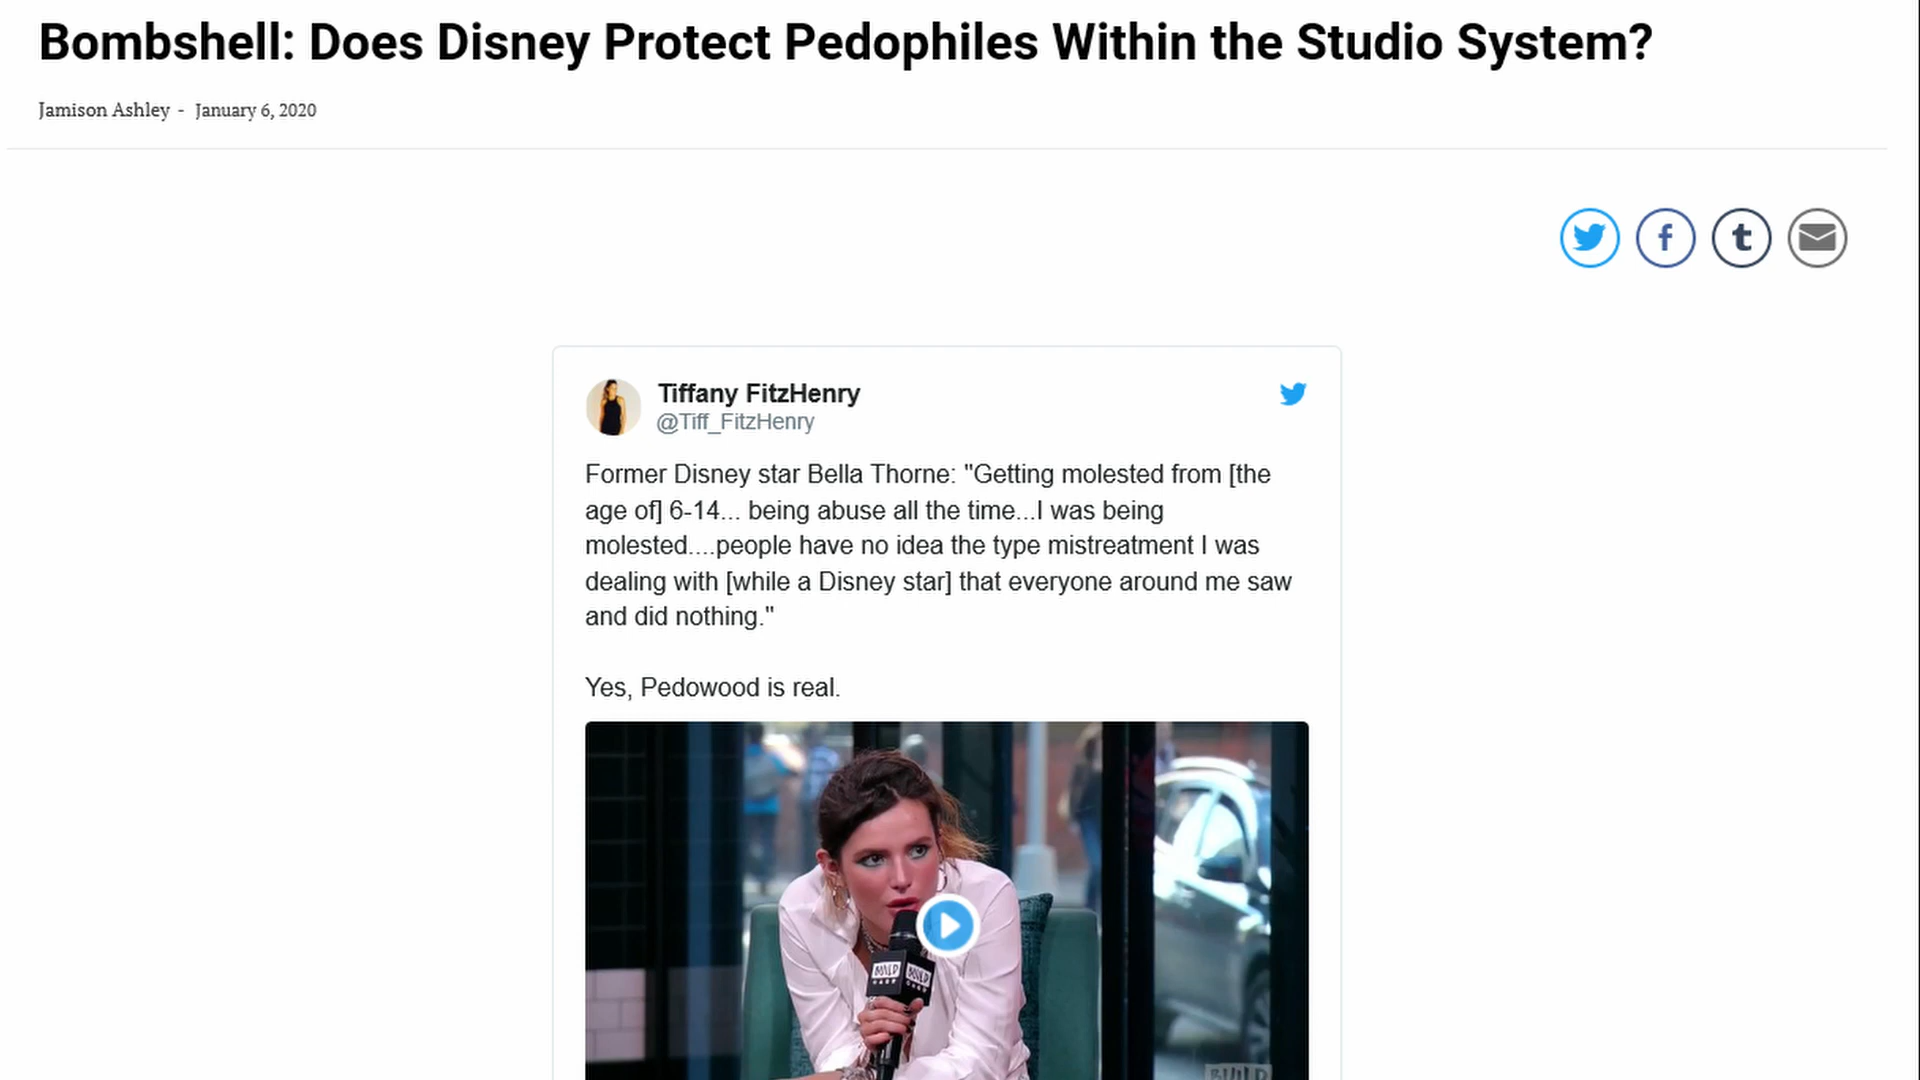 Bombshell: Does Disney Protect Pedophiles Within the Studio System?
Jamison Ashley - January 6, 2020
Tiffany FitzHenry
@Tiff_FitzHenry
Former Disney star Bella Thorne: "Getting molested from [the
age of] 6-14... being abuse all the time...I was being
molested....people have no idea the type mistreatment I was
dealing with [while a Disney star] that everyone around me saw
and did nothing."
Yes, Pedowood is real.
BUILD
BUILD
BUILD